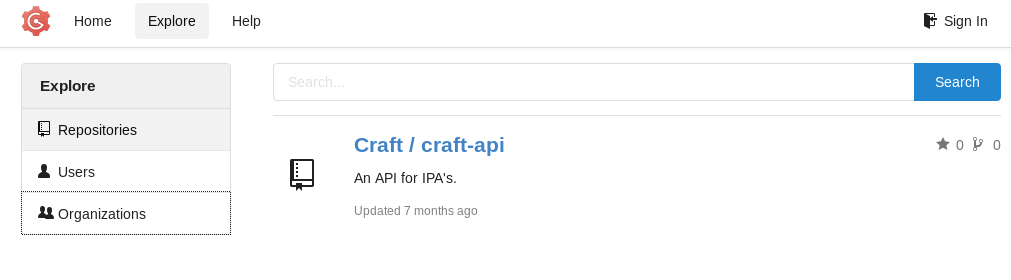 Home
Explore
Help
Sign In
Explore
Repositories
Users
Organizations
Search...
Search
Craft / craft-api
0
0
An API for IPA's.
Updated 7 months ago